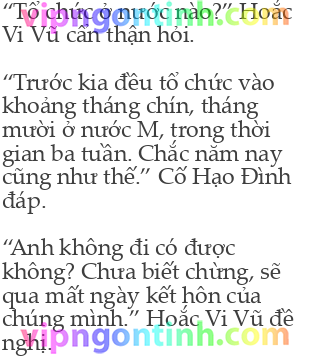 “Tổ chức ở nước nào?” Hoắc
Vi Vũ cẩn thận hỏi.
“Trước kia đều tổ chức vào
khoảng tháng chín, tháng
mười ở nước M, trong thời
gian ba tuần. Chắc năm nay
cũng như thế.” Cố Hạo Đình
đáp.
“Anh không đi có được
không? Chưa biết chừng, sẽ
qua mất ngày kết hôn của
chúng mình.” Hoắc Vi Vũ đề
nghị.
vipngontinh.com
vipngontinh.com